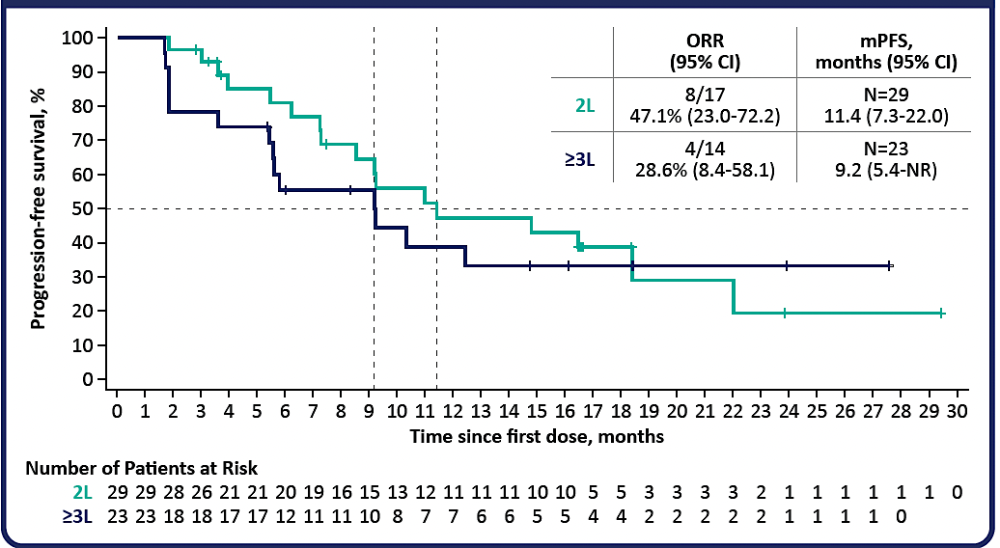 ORR
(95% CI)
mPFS,
months (95% CI)
2L
8/17
47.1% (23.0-72.2)
N=29
11.4 (7.3-22.0)
≥3L
4/14
28.6% (8.4-58.1)
N=23
9.2 (5.4-NR)
Progression-free survival, %
100
90
80
70
60
50
40
30
20
10
0
0 1 2 3 4 5 6 7 8 9 10 11 12 13 14 15 16 17 18 19 20 21 22 23 24 25 26 27 28 29 30
Time since first dose, months
Number of Patients at Risk
2L 29 29 28 26 21 21 20 19 16 15 13 12 11 11 11 10 10 5 5 3 3 3 3 2 1 1 1 1 1 1 0
≥3L 23 23 18 18 17 17 12 11 11 10 8 7 7 6 6 5 5 4 4 2 2 2 2 2 1 1 1 1 0